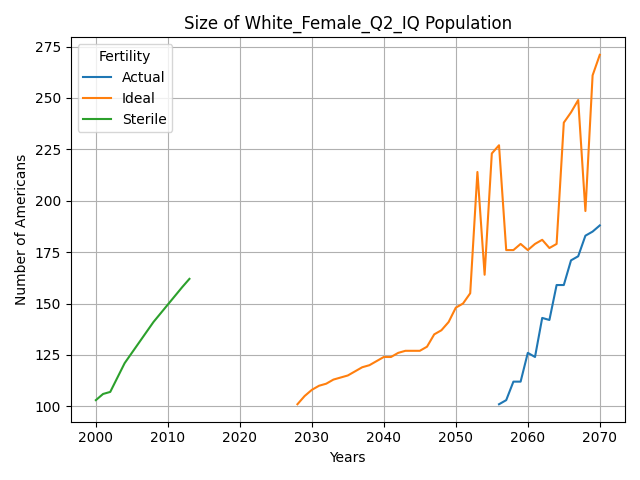 Size of White_Female_Q2_IQ Population
Fertility
Actual
Ideal
Sterile
Number of Americans
275
250
225
200
175
150
125
100
2000 2010 2020 2030 2040 2050 2060 2070
Years